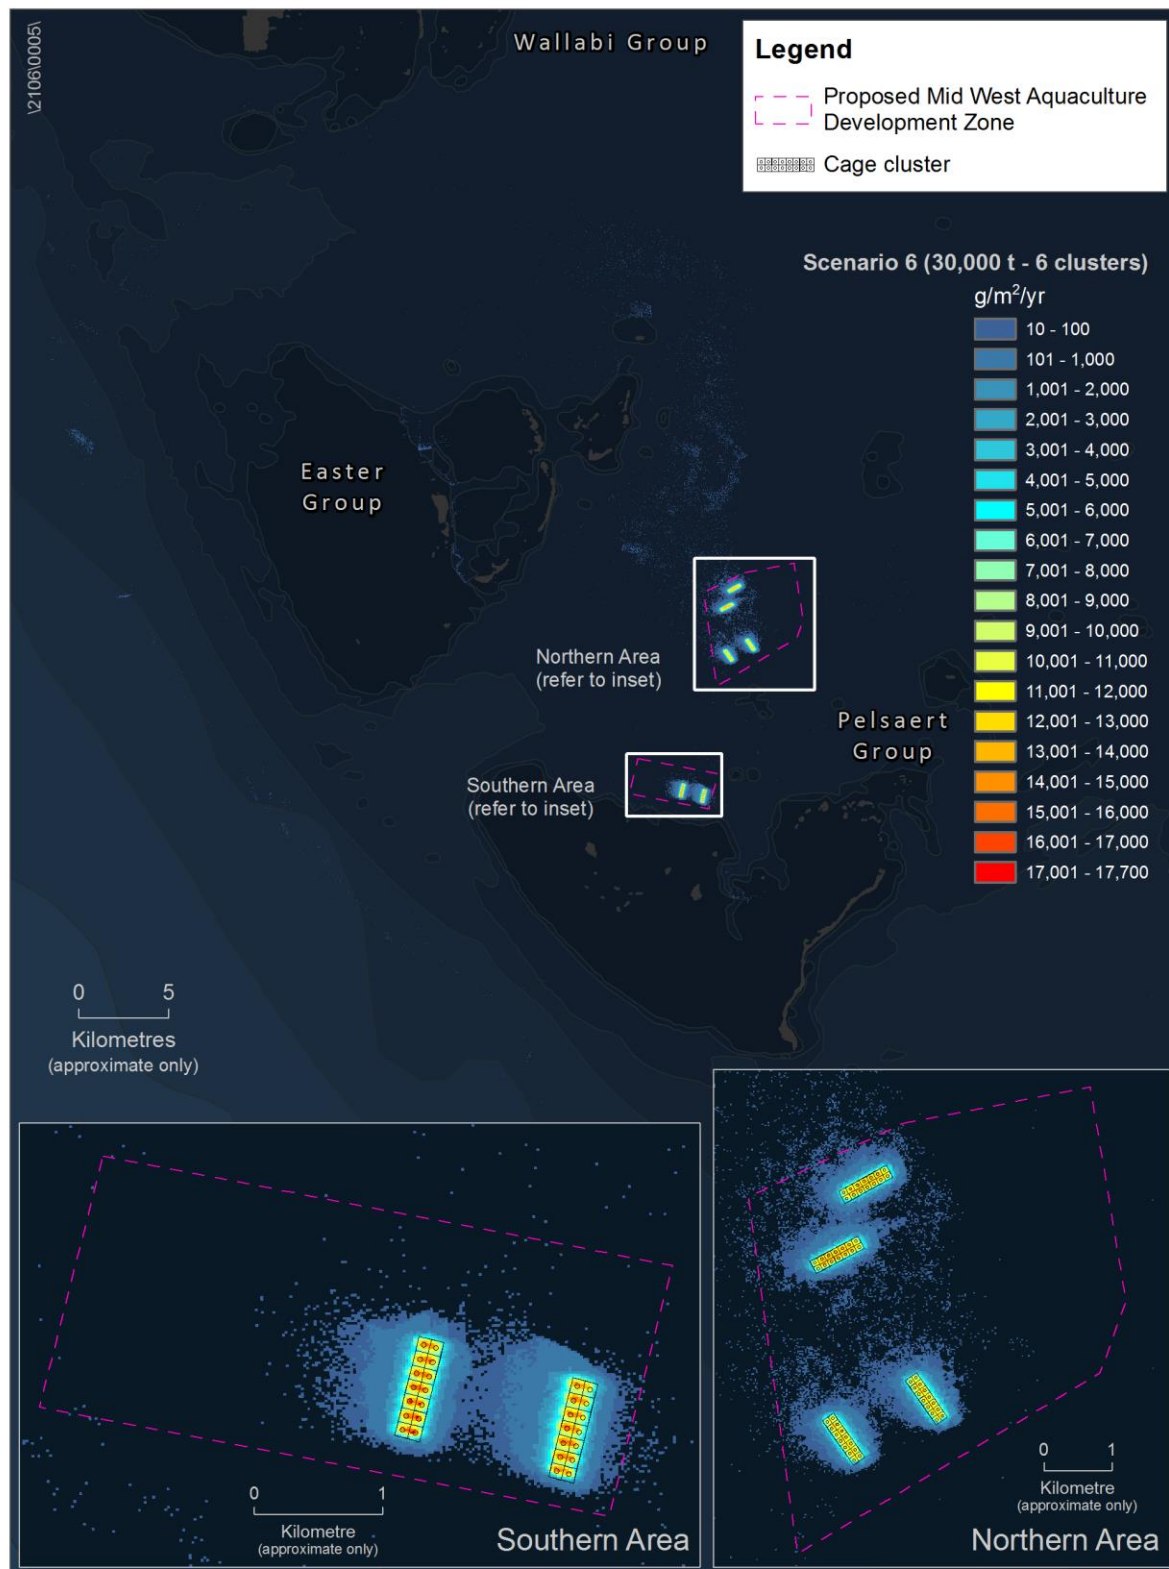 \2106\0005\
Wallabi Group
Legend
Proposed Mid West Aquaculture
Development Zone
Cage cluster
Scenario 6 (30,000 t - 6 clusters)
g/m²/yr
10 - 100
101 - 1,000
1,001 - 2,000
2,001 - 3,000
3,001 - 4,000
4,001 - 5,000
5,001 - 6,000
6,001 - 7,000
7,001 - 8,000
8,001 - 9,000
9,001 - 10,000
10,001 - 11,000
11,001 - 12,000
12,001 - 13,000
13,001 - 14,000
14,001 - 15,000
15,001 - 16,000
16,001 - 17,000
17,001 - 17,700
Easter
Group
Northern Area
(refer to inset)
Pelsaert
Group
Southern Area
(refer to inset)
0 5
Kilometres
(approximate only)
0 1
Kilometre
(approximate only)
Southern Area
0 1
Kilometre
(approximate only)
Northern Area